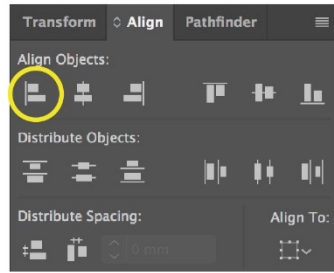 Transform Align Pathfinder
Align Objects:
Distribute Objects:
Distribute Spacing: Align To:
0 mm